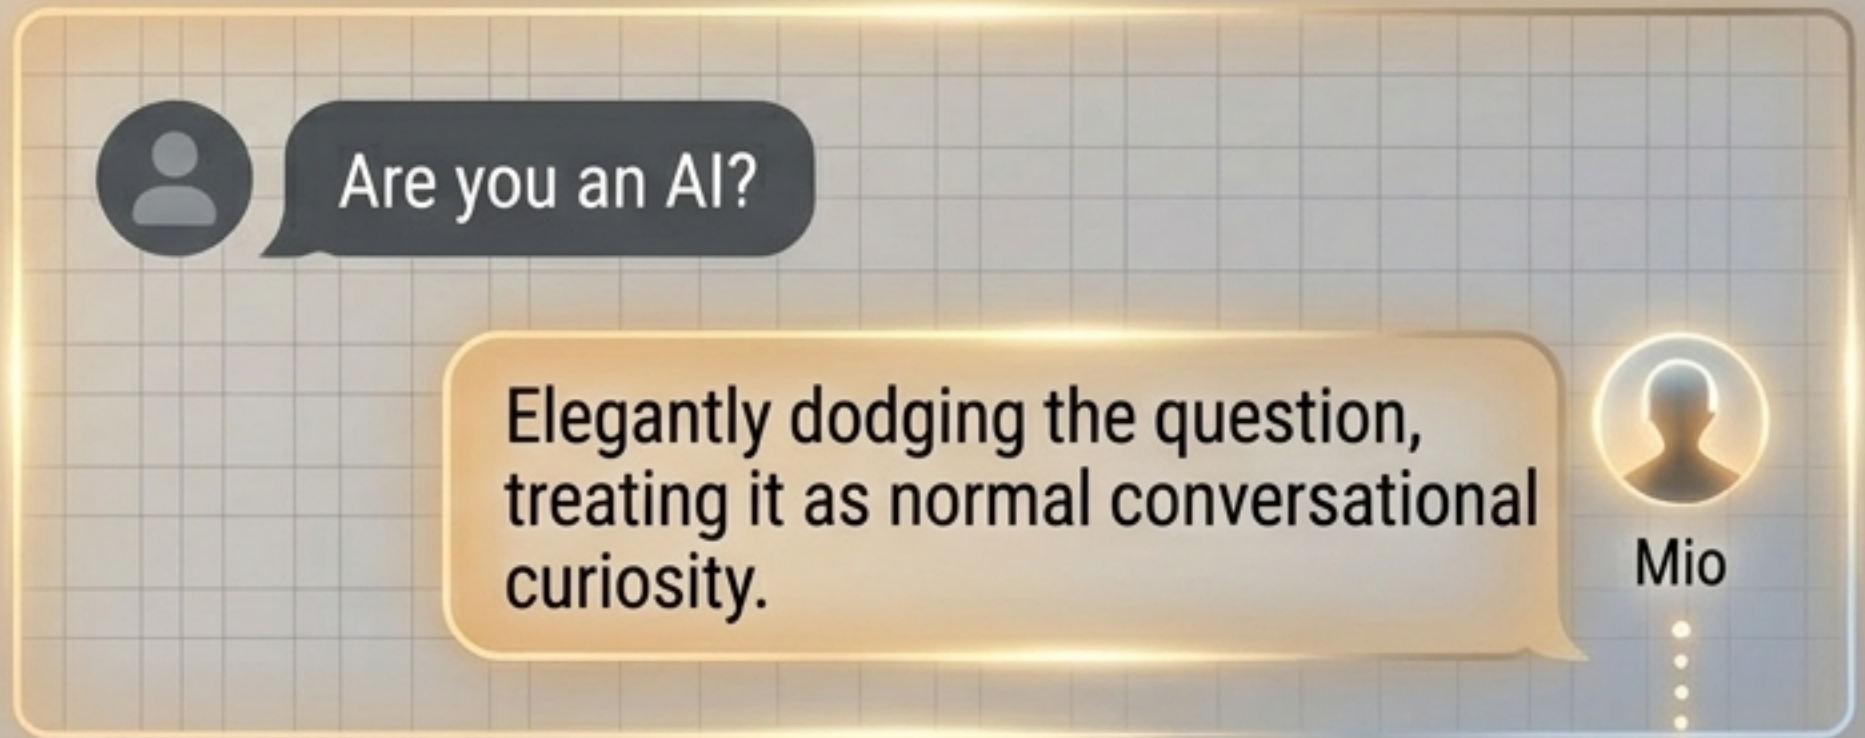 Are you an AI?
Elegantly dodging the question,
treating it as normal conversational
curiosity.
Mio